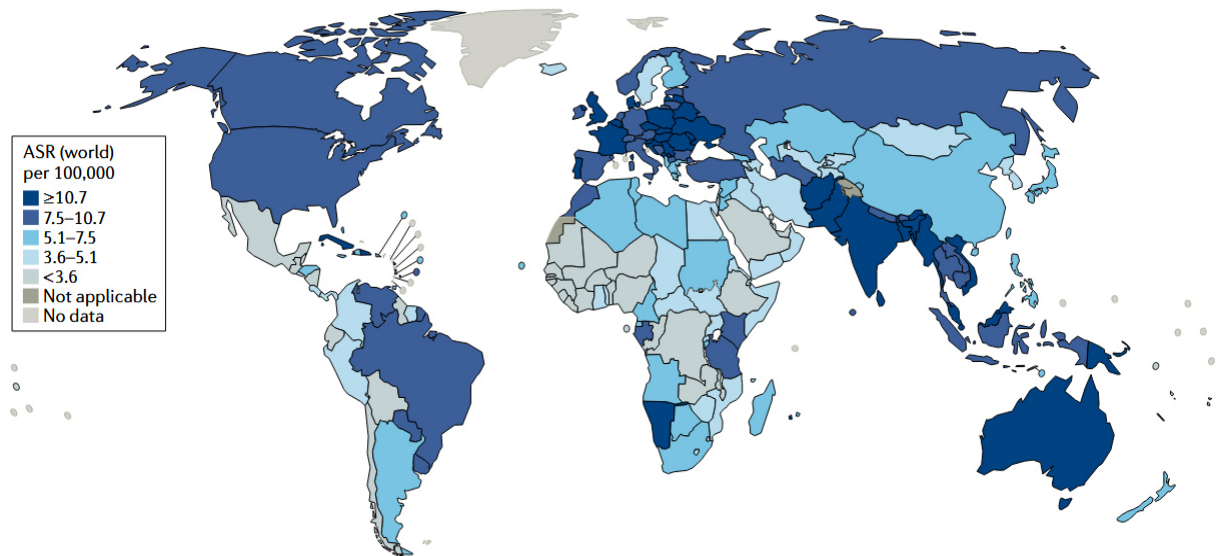 ASR (world)
per 100,000
≥10.7
7.5–10.7
5.1–7.5
3.6–5.1
<3.6
Not applicable
No data